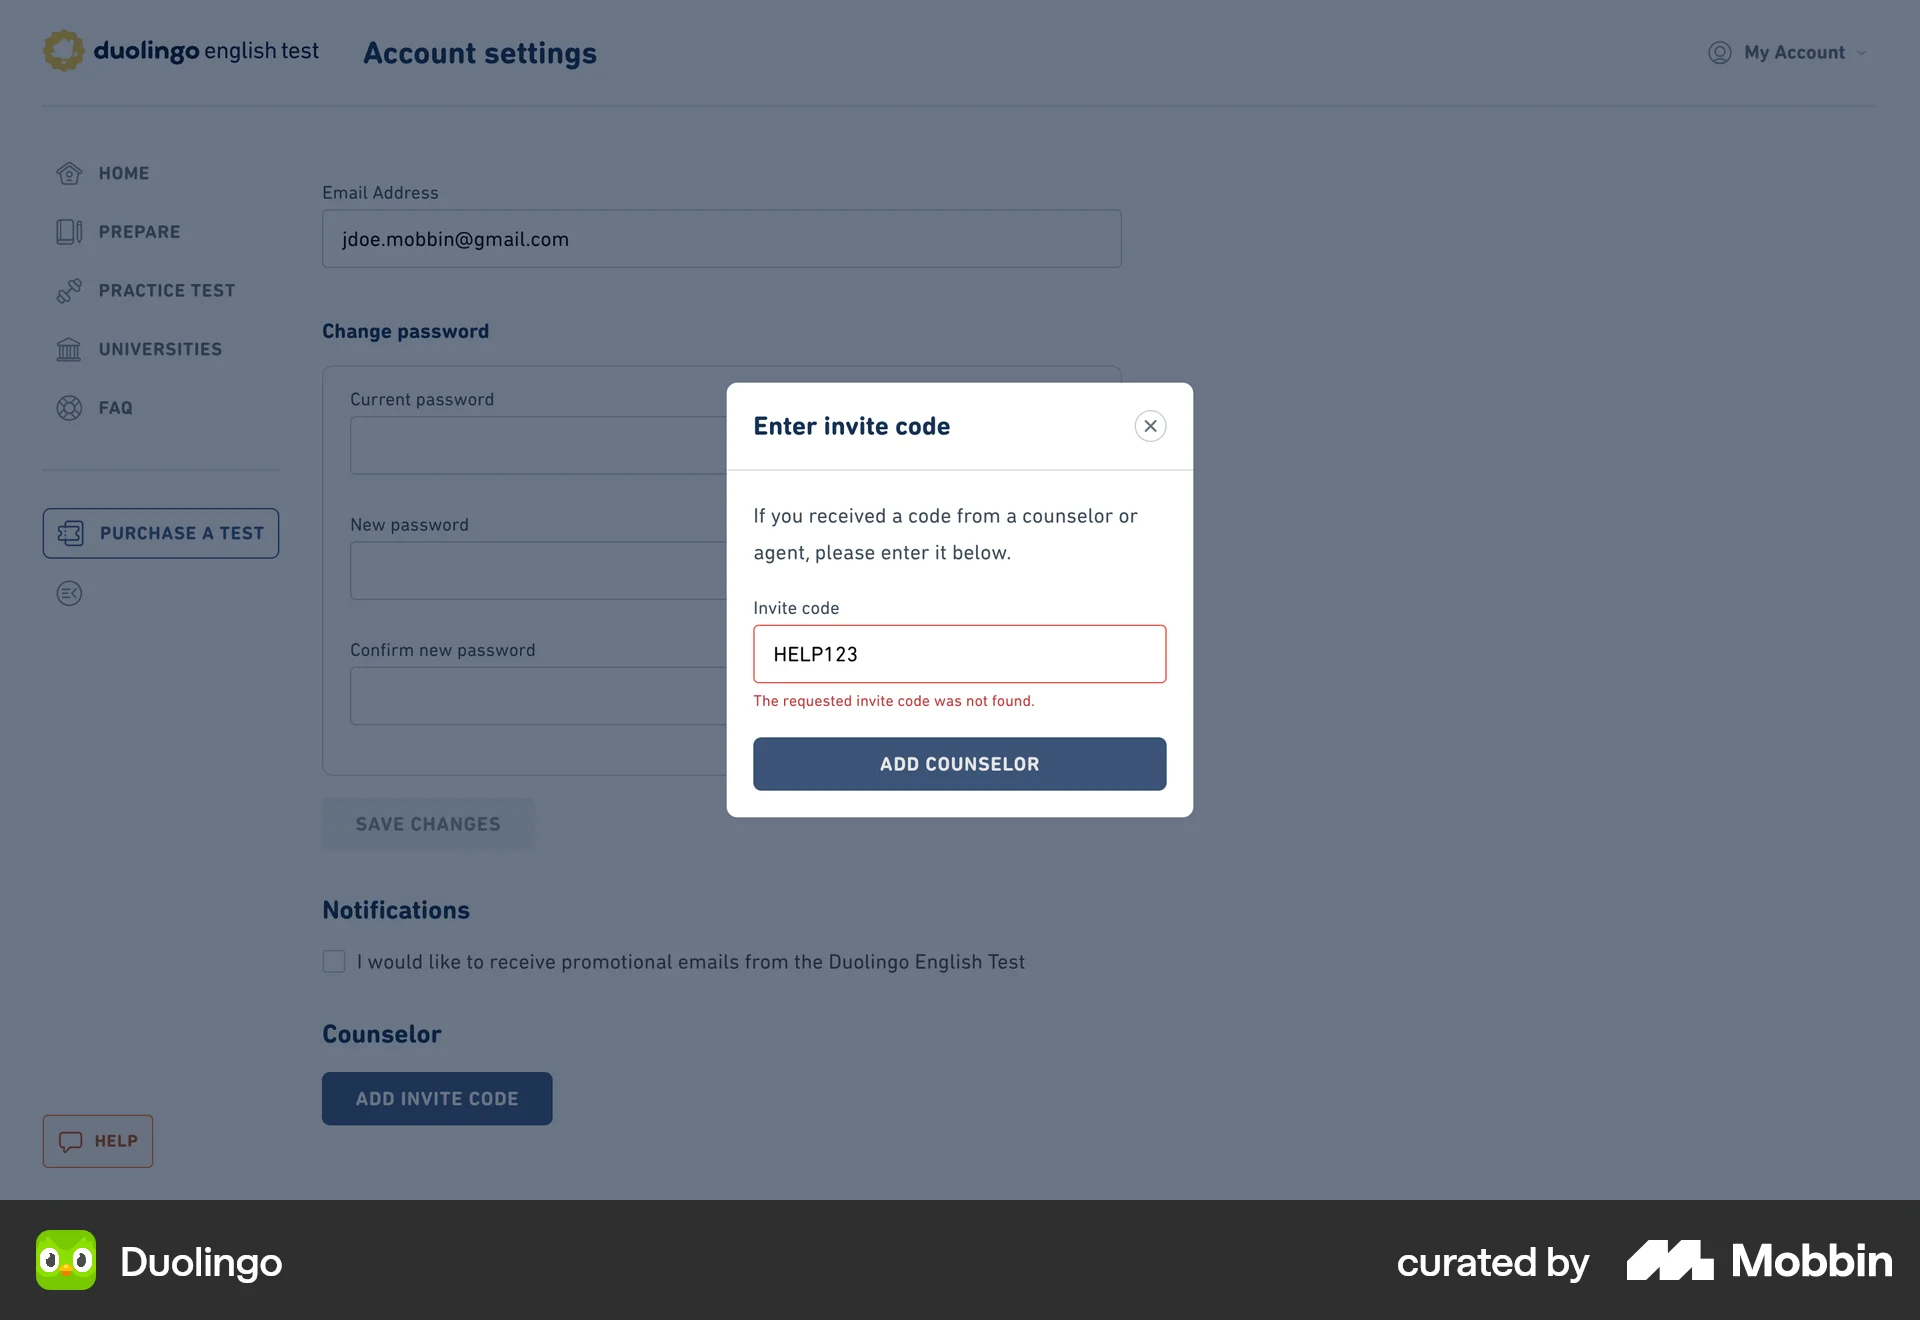 duolingo english test
Account settings
My Account
HOME
PREPARE
PRACTICE TEST
UNIVERSITIES
FAQ
PURCHASE A TEST
HELP
Email Address
jdoe.mobbin@gmail.com
Change password
Current password
New password
Confirm new password
SAVE CHANGES
Notifications
I would like to receive promotional emails from the Duolingo English Test
Counselor
ADD INVITE CODE
Enter invite code
If you received a code from a counselor or
agent, please enter it below.
Invite code
HELP123
The requested invite code was not found.
ADD COUNSELOR
Duolingo
curated by
Mobbin